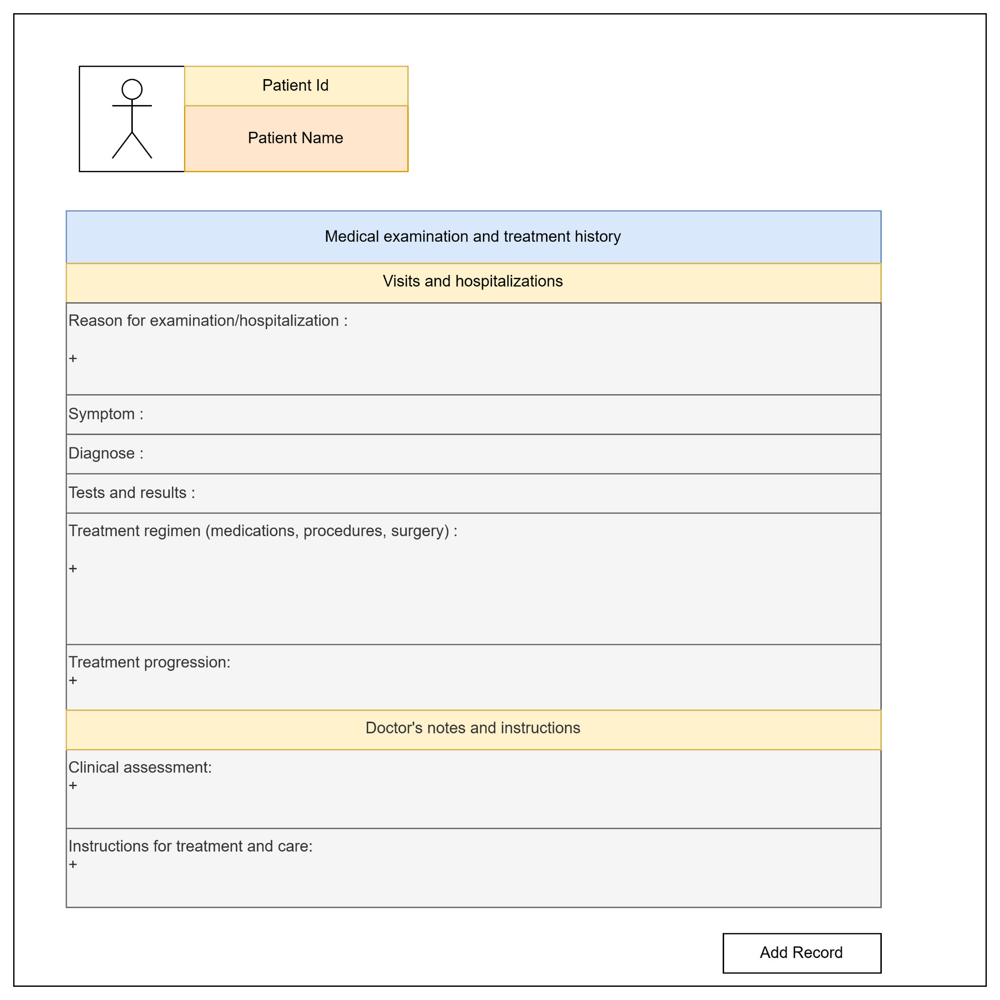 Patient Id
Patient Name
Medical examination and treatment history
Visits and hospitalizations
Reason for examination/hospitalization :
+
Symptom :
Diagnose :
Tests and results :
Treatment regimen (medications, procedures, surgery) :
+
Treatment progression:
+
Doctor's notes and instructions
Clinical assessment:
+
Instructions for treatment and care:
+
Add Record